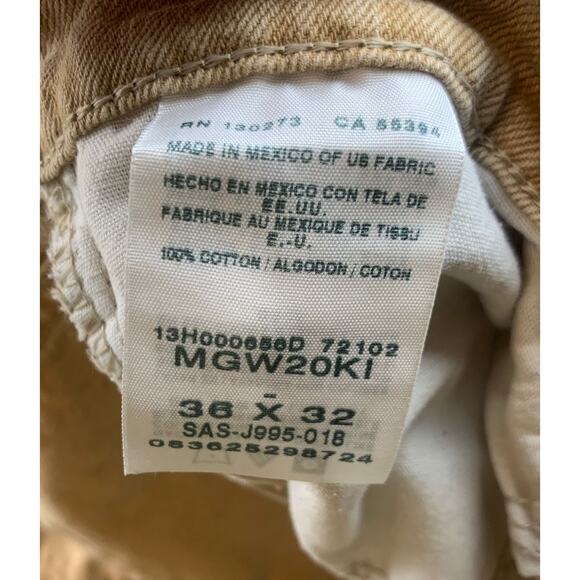 RN 130273 CA 55394
MADE IN MEXICO OF US FABRIC
HECHO EN MEXICO CON TELA DE
EE.UU.
FABRIQUE AU MEXIQUE DE TISSU
E.-U.
100% COTTON / ALGODON / COTON
13H000656D 72102
MGW20KI
-
36 X 32
SAS-J995-018
083625298724